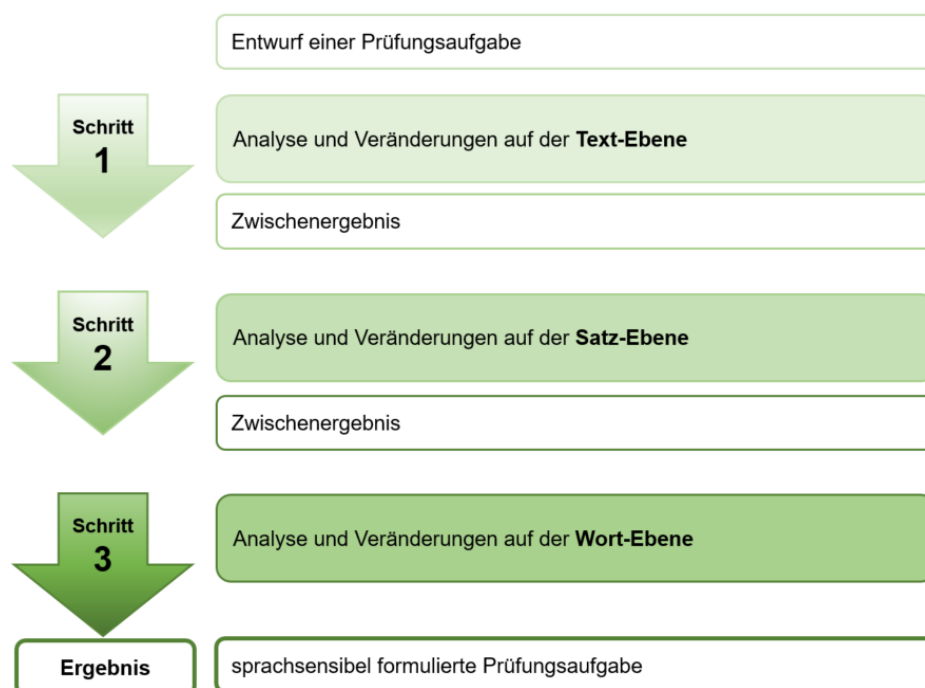 Entwurf einer Prüfungsaufgabe
Schritt
1
Analyse und Veränderungen auf der Text-Ebene
Zwischenergebnis
Schritt
2
Analyse und Veränderungen auf der Satz-Ebene
Zwischenergebnis
Schritt
3
Analyse und Veränderungen auf der Wort-Ebene
Ergebnis
sprachsensibel formulierte Prüfungsaufgabe